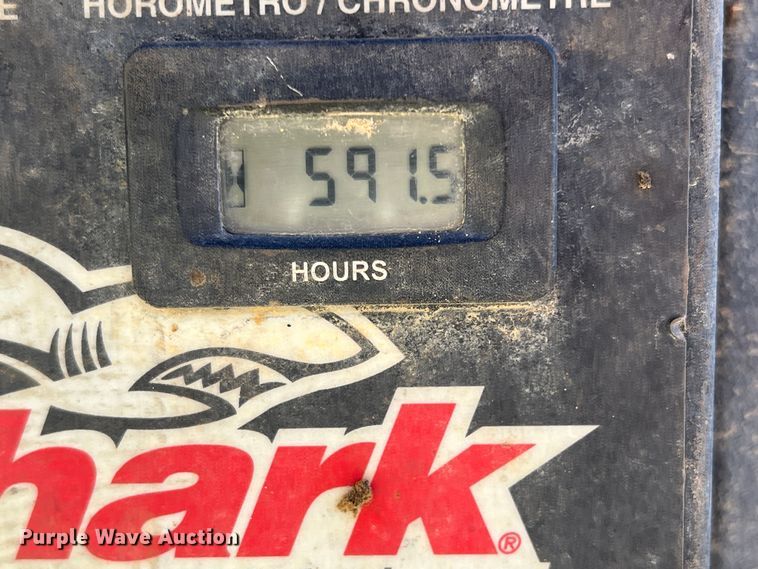 HOROMETRO / CHRONOMETRE
591.5
HOURS
hark®
Purple Wave Auction®